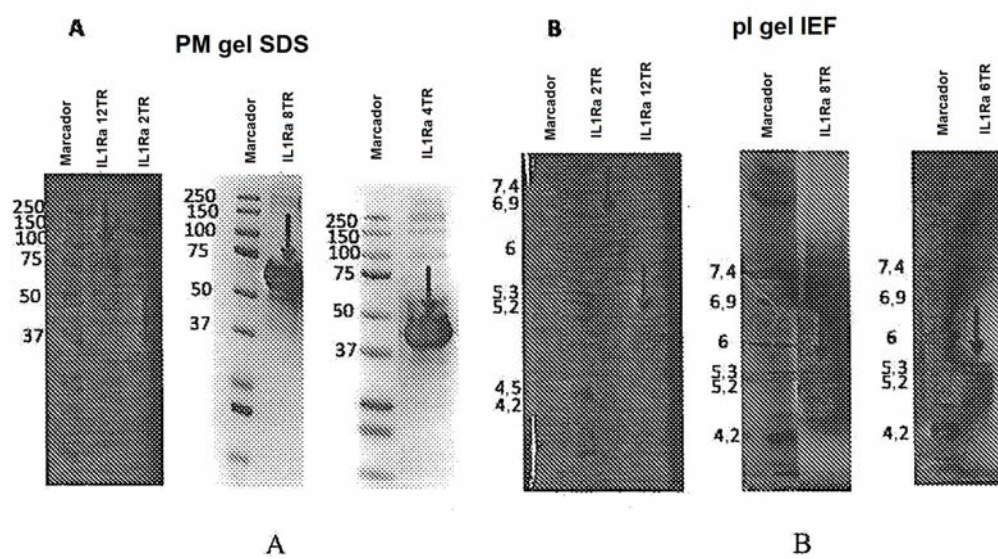 A
PM gel SDS
Marcador
IL1Ra 12TR
IL1Ra 2TR
250
150
100
75
50
37
Marcador
IL1Ra 8TR
250
150
100
75
50
37
Marcador
IL1Ra 4TR
250
150
100
75
50
37
A
B
pI gel IEF
Marcador
IL1Ra 2TR
IL1Ra 12TR
7,4
6,9
6
5,3
5,2
4,5
4,2
Marcador
IL1Ra 8TR
7,4
6,9
6
5,3
5,2
4,2
Marcador
IL1Ra 6TR
7,4
6,9
6
5,3
5,2
4,2
B